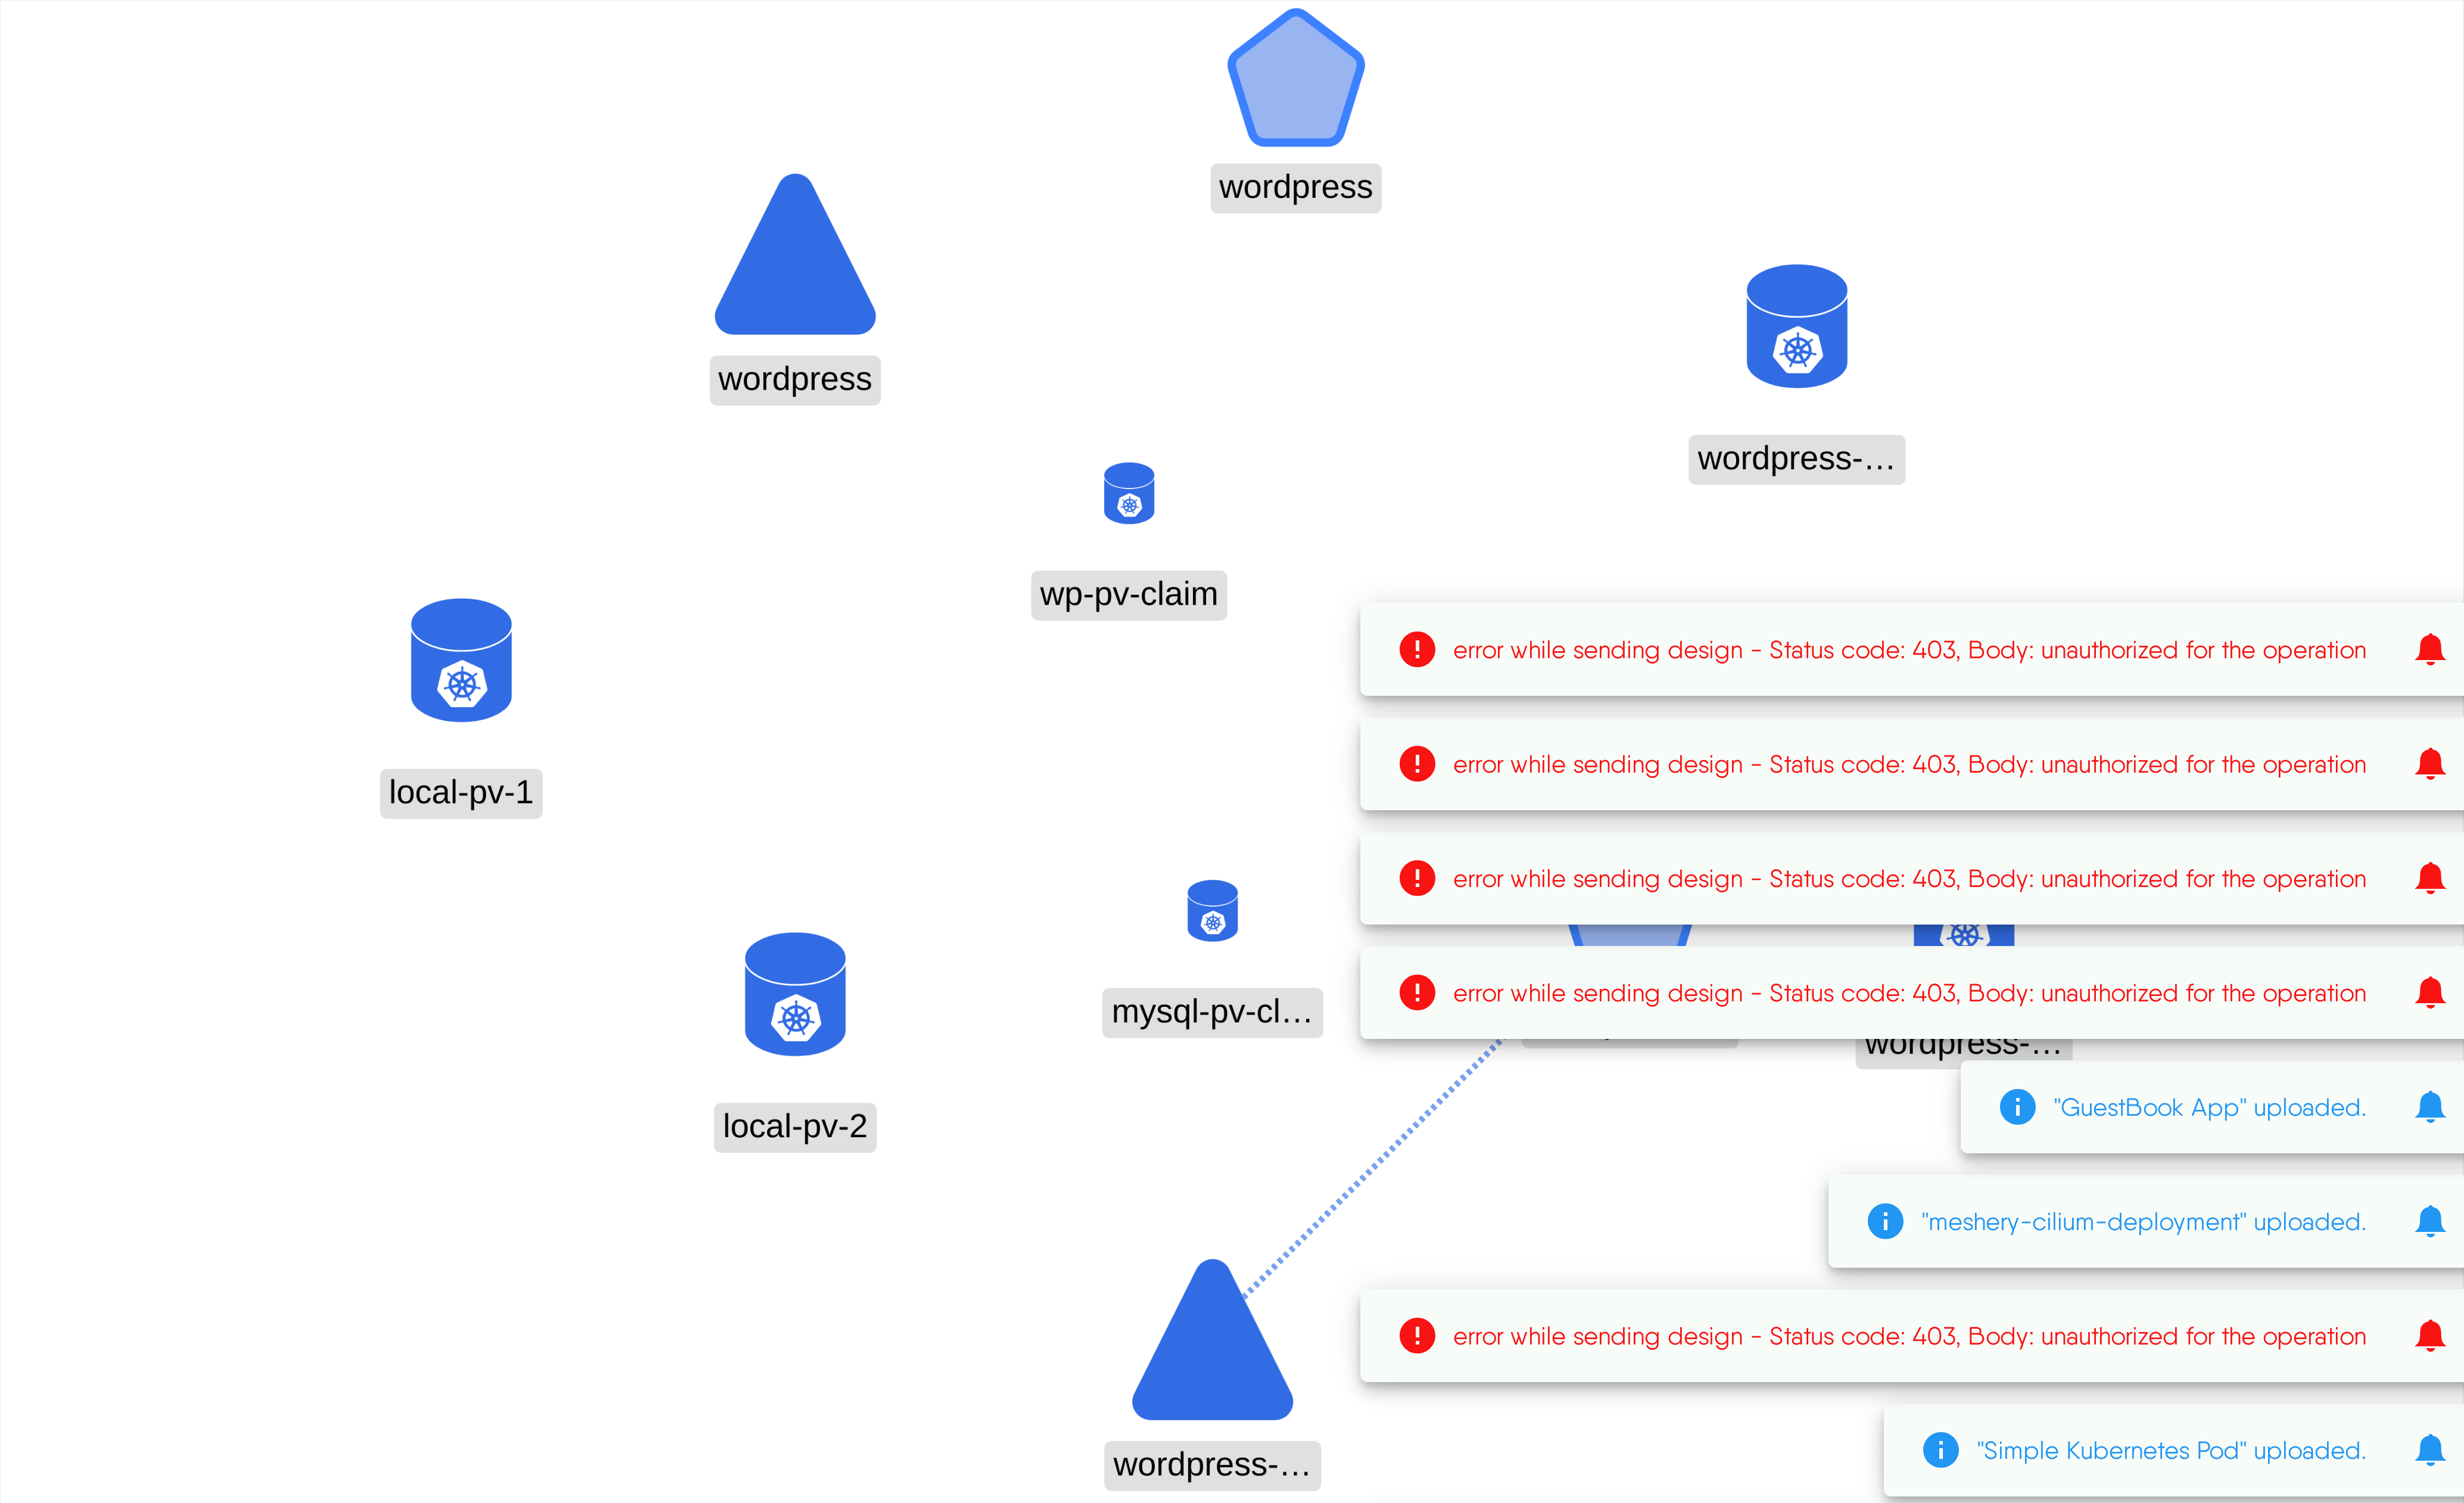 wordpress
wordpress
wordpress-...
wp-pv-claim
local-pv-1
error while sending design - Status code: 403, Body: unauthorized for the operation
error while sending design - Status code: 403, Body: unauthorized for the operation
error while sending design - Status code: 403, Body: unauthorized for the operation
error while sending design - Status code: 403, Body: unauthorized for the operation
mysql-pv-cl...
wordpress-...
local-pv-2
"GuestBook App" uploaded.
"meshery-cilium-deployment" uploaded.
error while sending design - Status code: 403, Body: unauthorized for the operation
wordpress-...
"Simple Kubernetes Pod" uploaded.